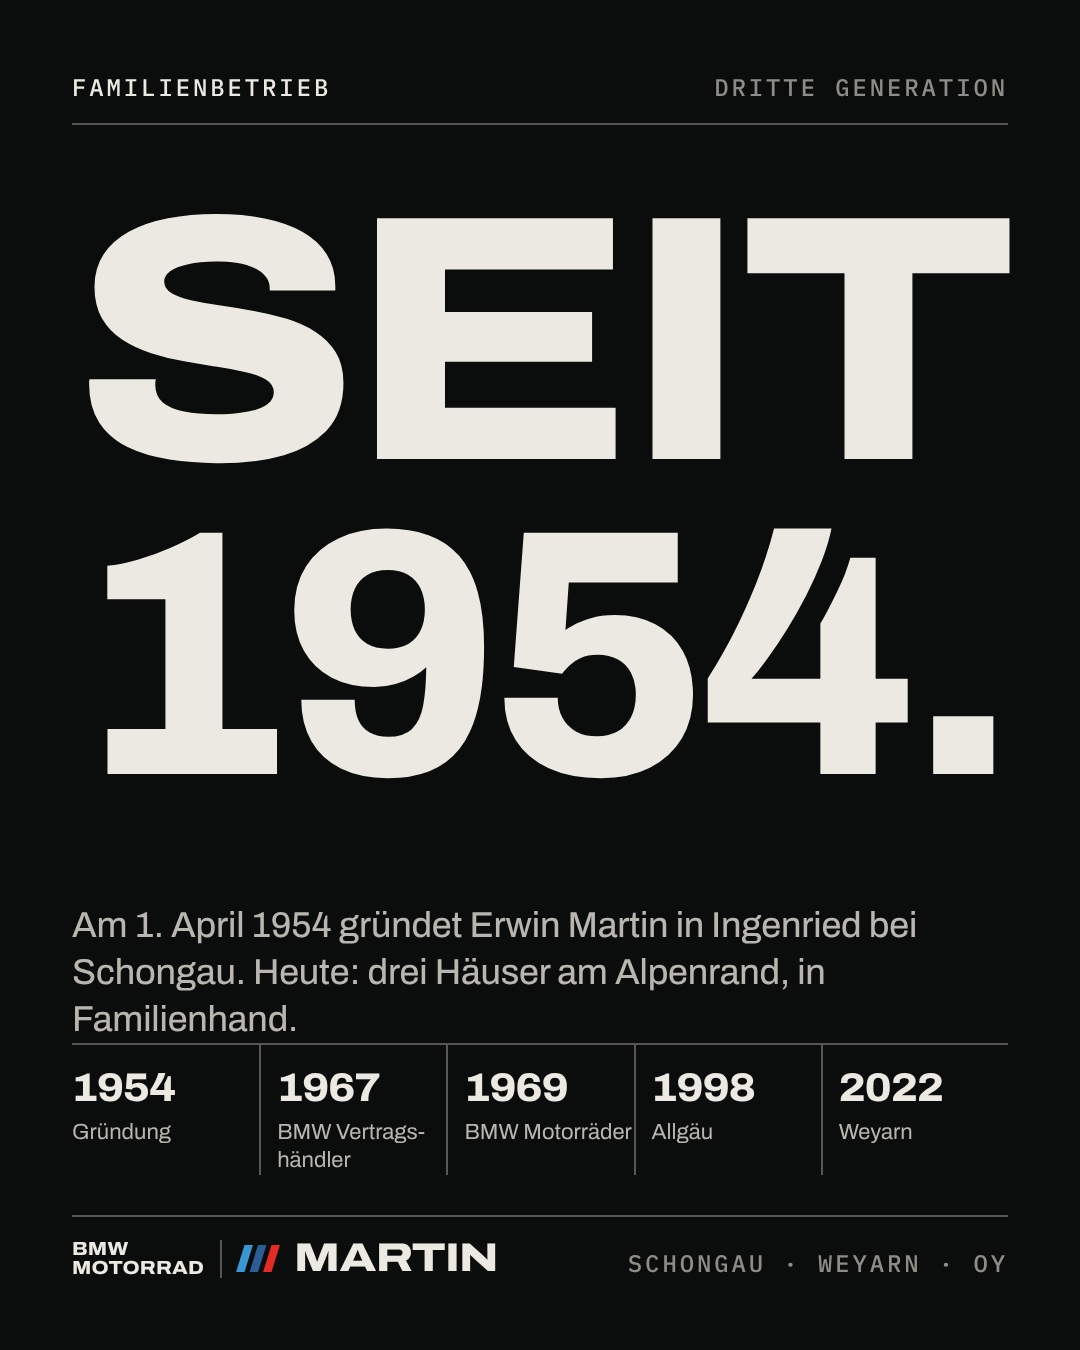 FAMILIENBETRIEB
DRITTE GENERATION
SEIT
1954.
Am 1. April 1954 gründet Erwin Martin in Ingenried bei
Schongau. Heute: drei Häuser am Alpenrand, in
Familienhand.
1954
Gründung
1967
BMW Vertrags-
händler
1969
BMW Motorräder
1998
Allgäu
2022
Weyarn
BMW
MOTORRAD
MARTIN
SCHONGAU · WEYARN · OY